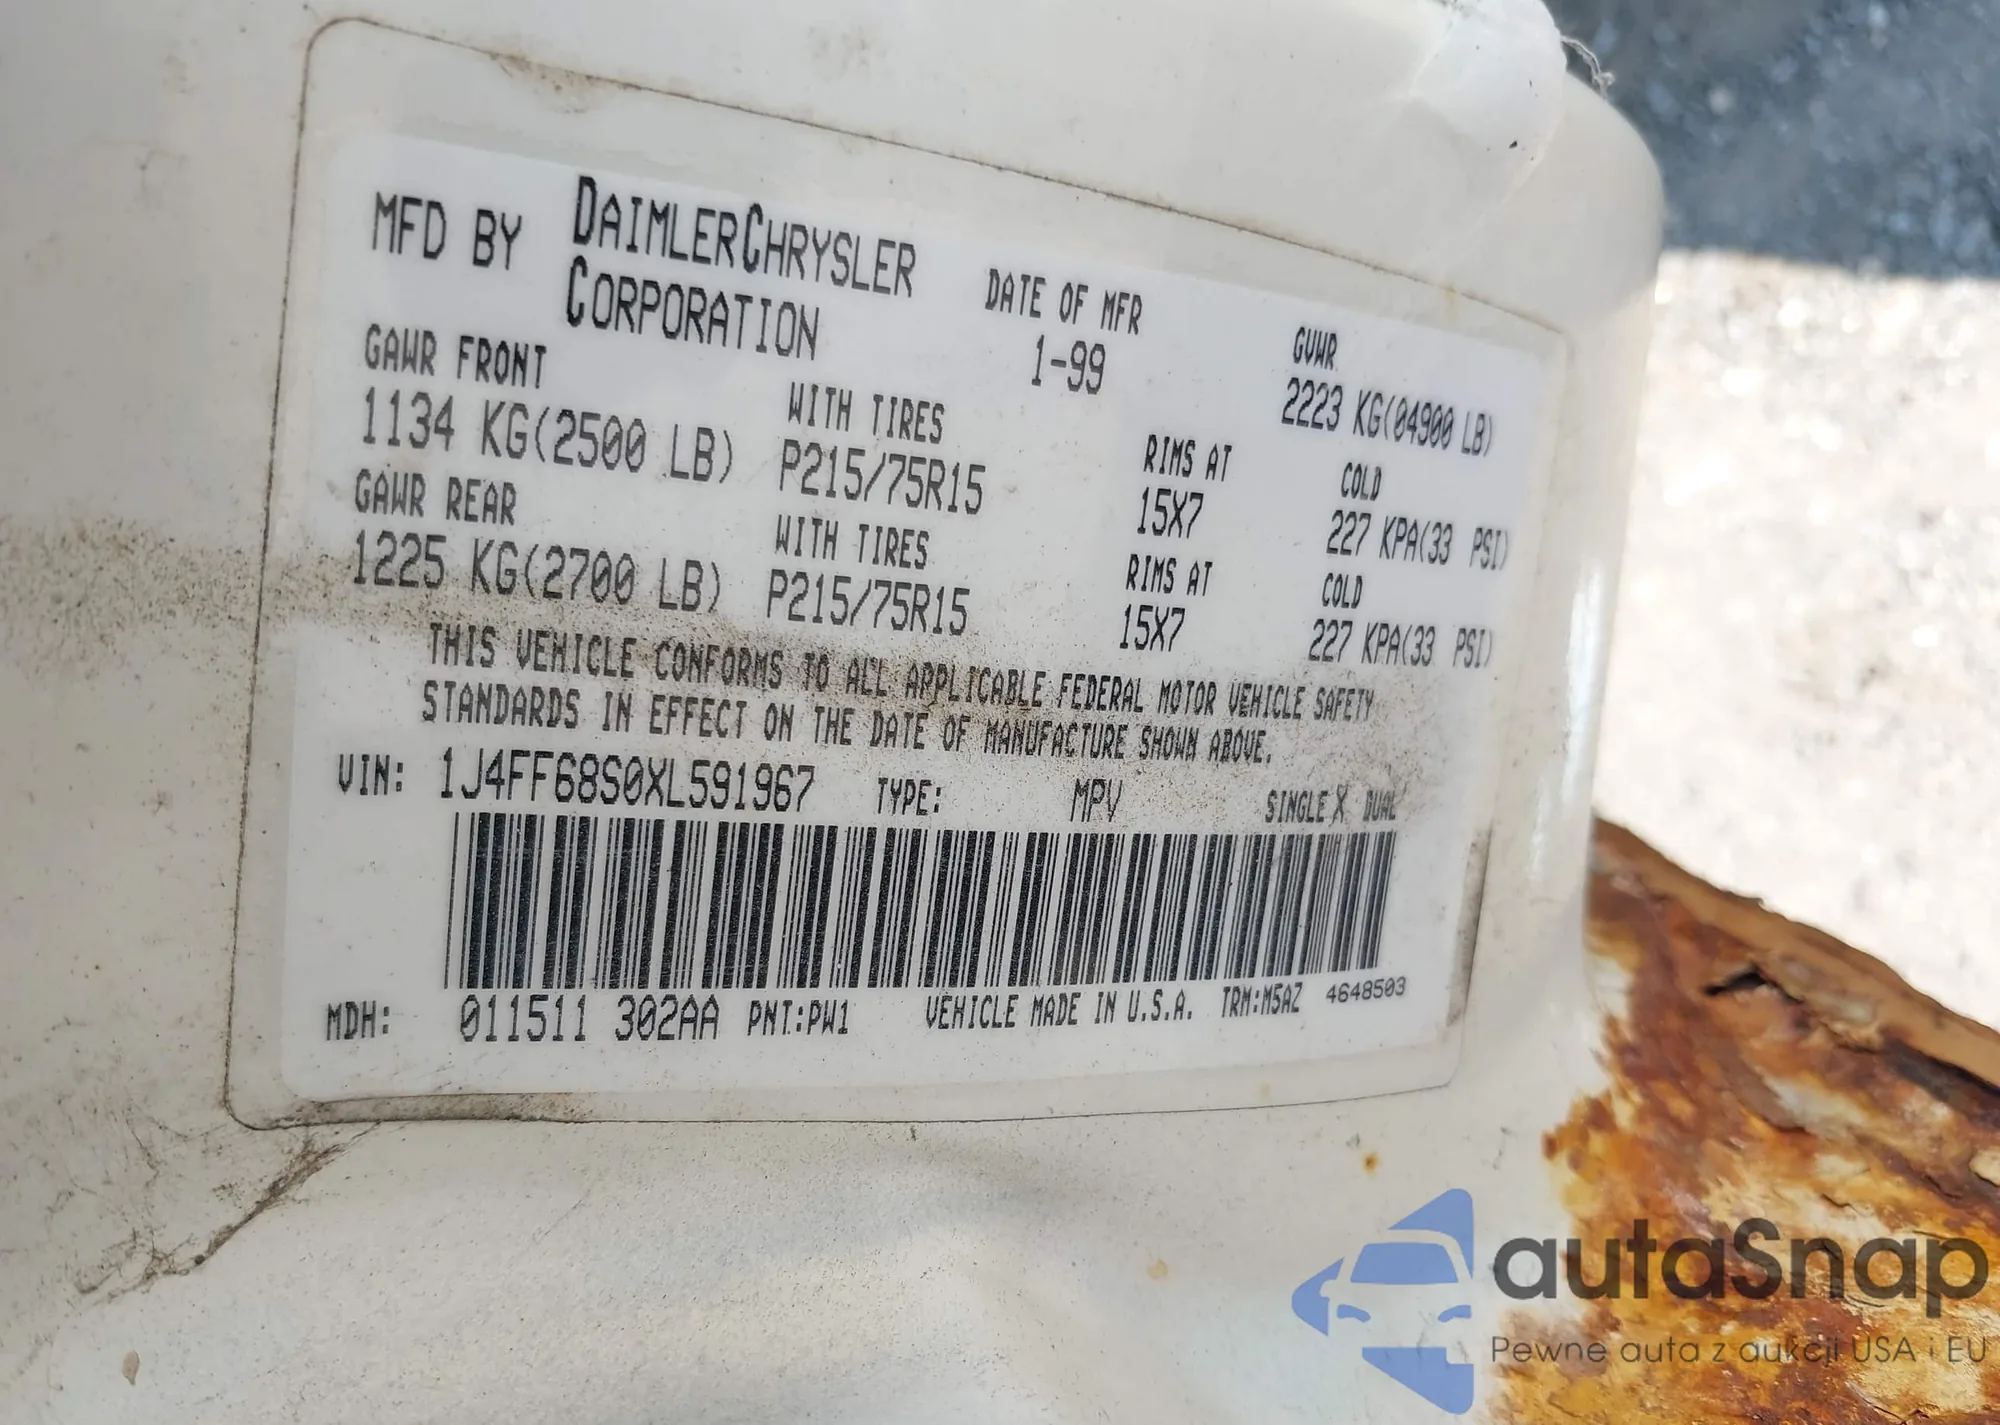 MFD BY DAIMLERCHRYSLER CORPORATION DATE OF MFR 1-99 GVWR 2223 KG(04900 LB)
GAWR FRONT WITH TIRES RIMS AT COLD
1134 KG(2500 LB) P215/75R15 15X7 227 KPA(33 PSI)
GAWR REAR WITH TIRES RIMS AT COLD
1225 KG(2700 LB) P215/75R15 15X7 227 KPA(33 PSI)
THIS VEHICLE CONFORMS TO ALL APPLICABLE FEDERAL MOTOR VEHICLE SAFETY
STANDARDS IN EFFECT ON THE DATE OF MANUFACTURE SHOWN ABOVE.
VIN: 1J4FF68S0XL591967 TYPE: MPV SINGLE X DUAL
MDH: 011511 302AA PNT:PW1 VEHICLE MADE IN U.S.A. TRM:M5AZ 4648503
autaSnap
Pewne auta z aukcji USA i EU